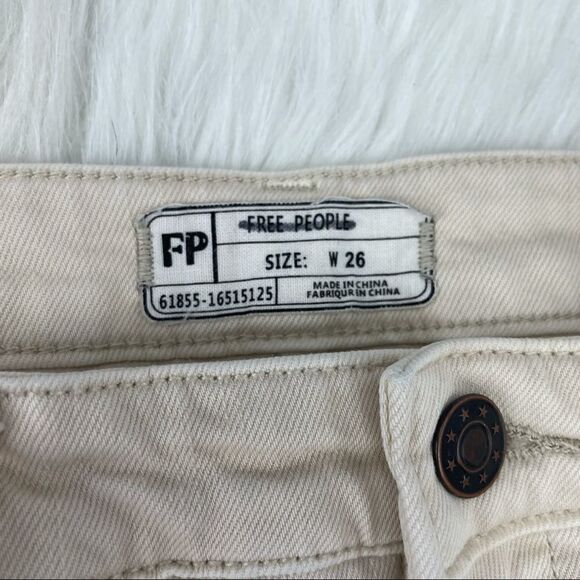 FP
FREE PEOPLE
SIZE: W 26
61855-16515125
MADE IN CHINA
FABRIQUR IN CHINA